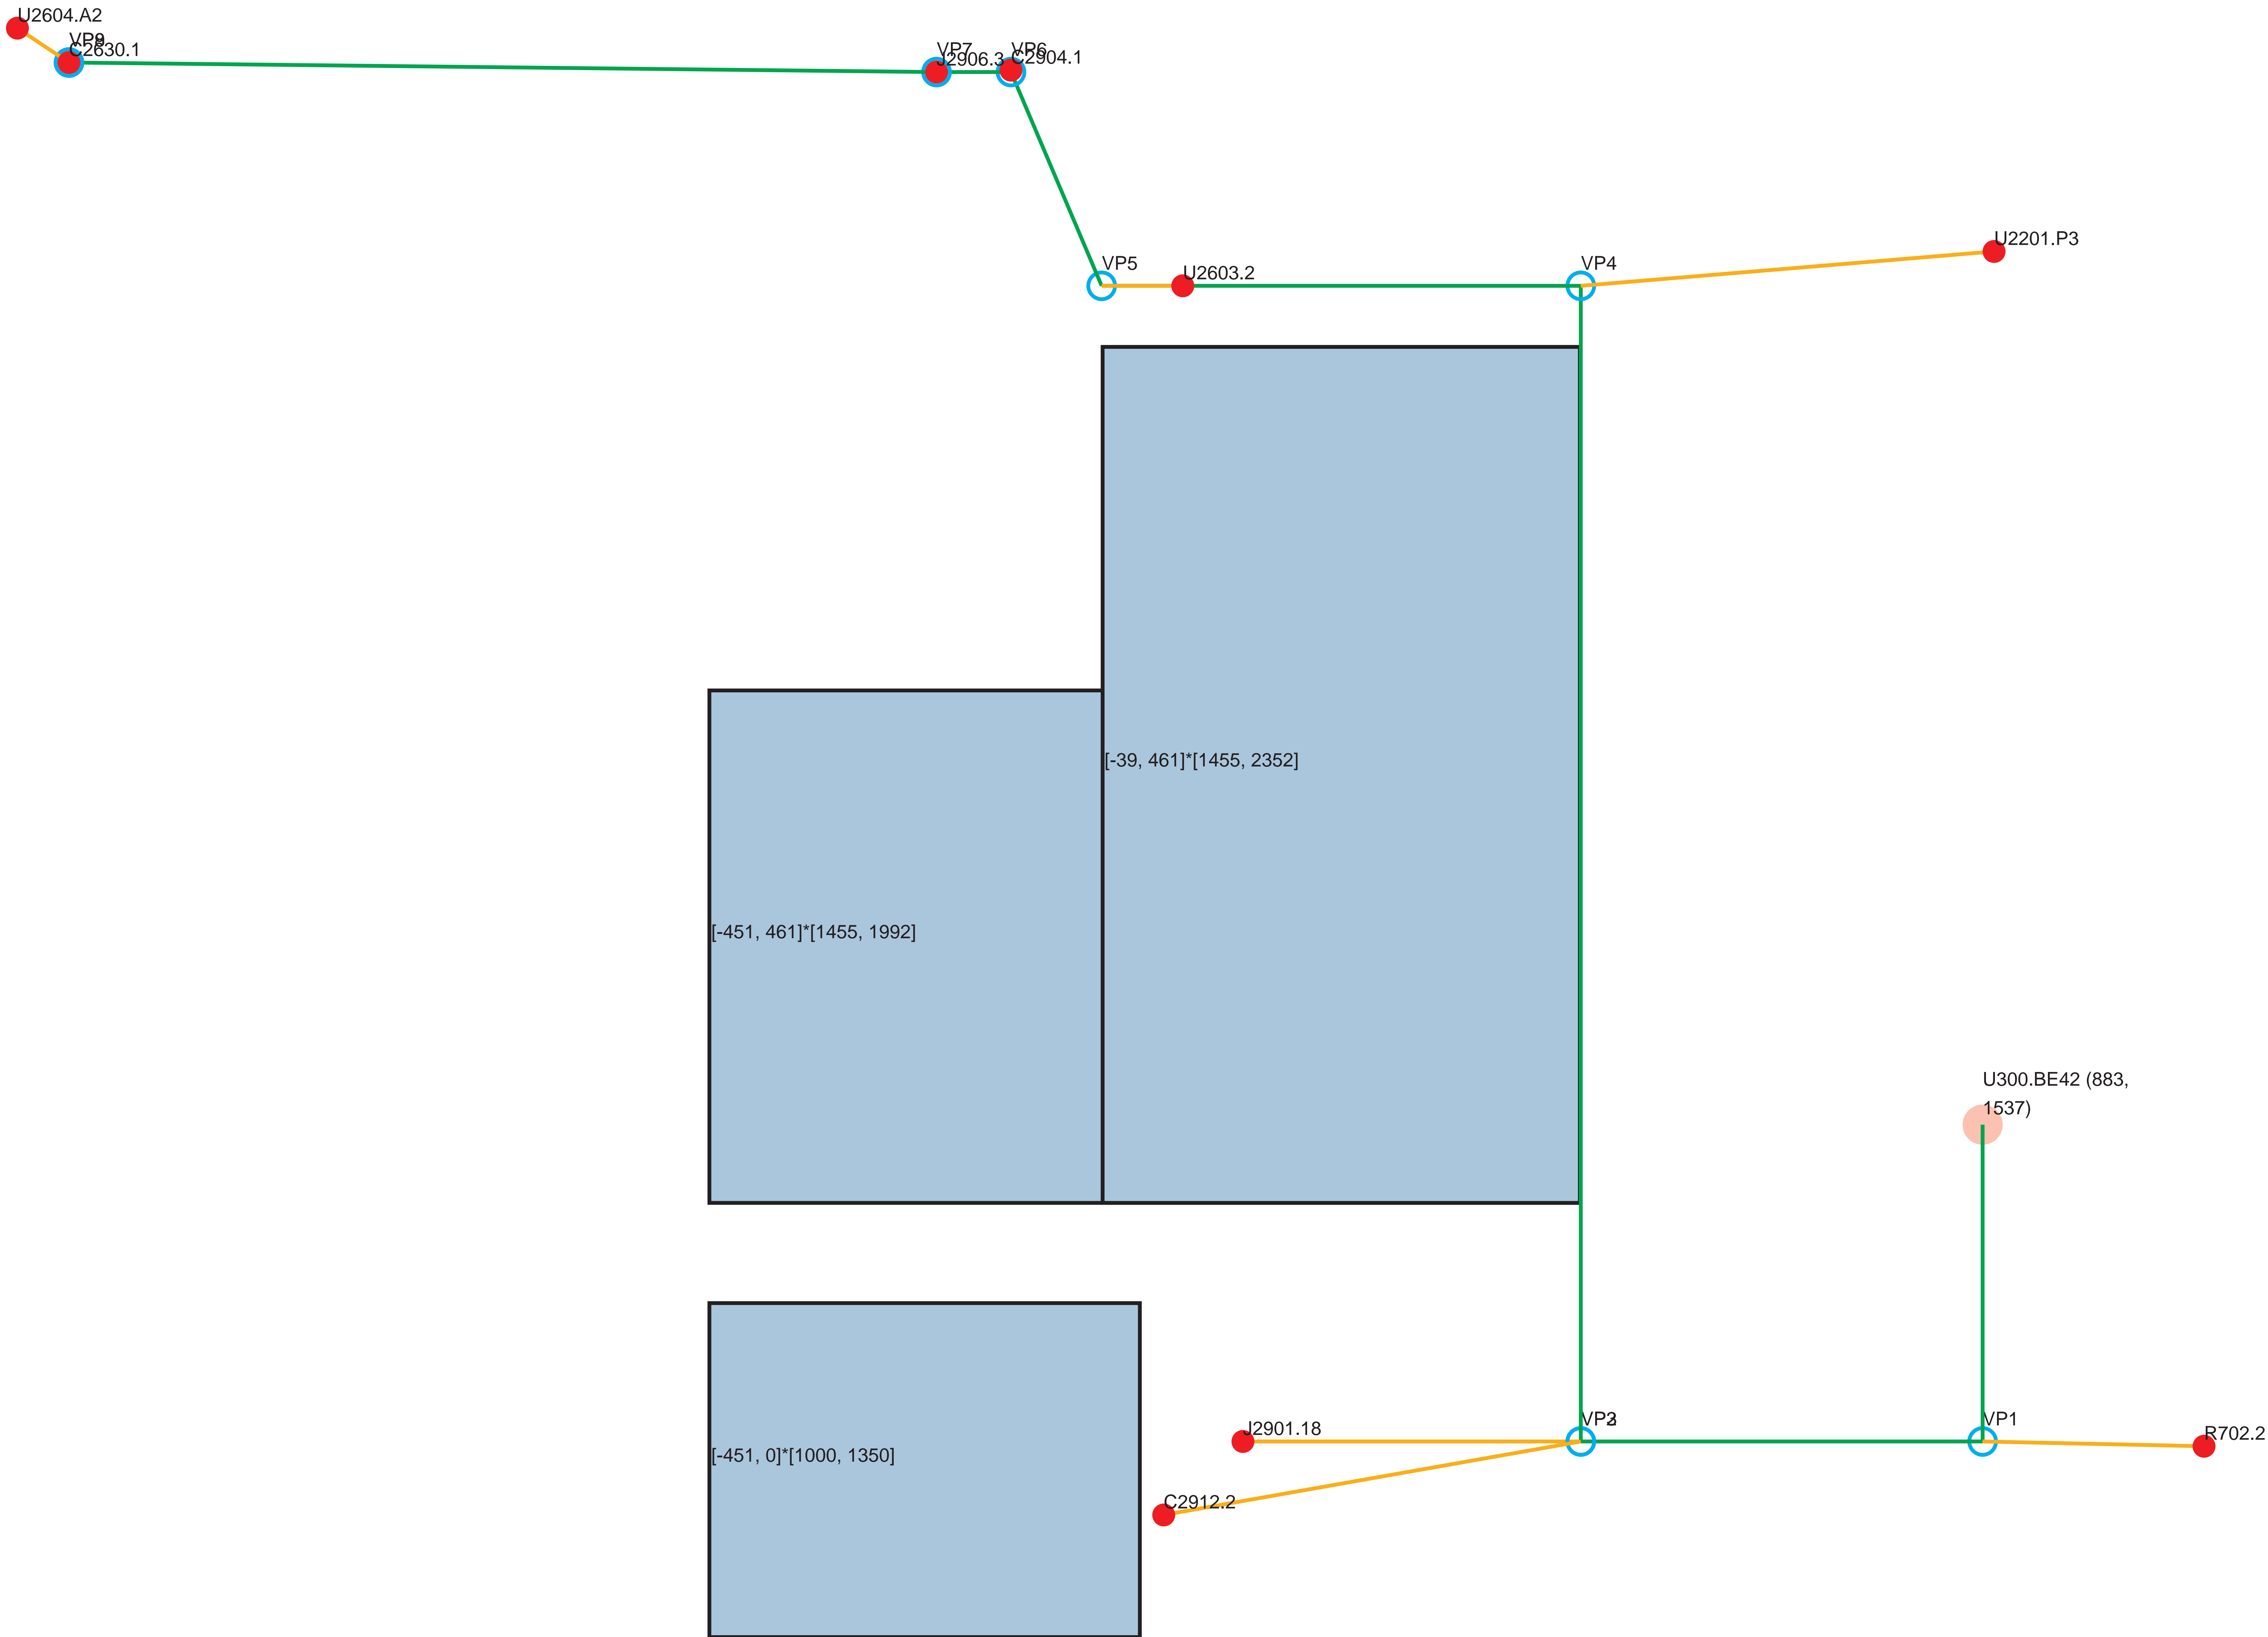 U2604.A2
VP9
C2630.1
VP7
J2906.3
VP6
C2904.1
U2201.P3
VP5
VP4
U2603.2
[-39, 461]*[1455, 2352]
[-451, 461]*[1455, 1992]
U300.BE42 (883,
1537)
VP3
VP1
J2901.18
R702.2
[-451, 0]*[1000, 1350]
C2912.2